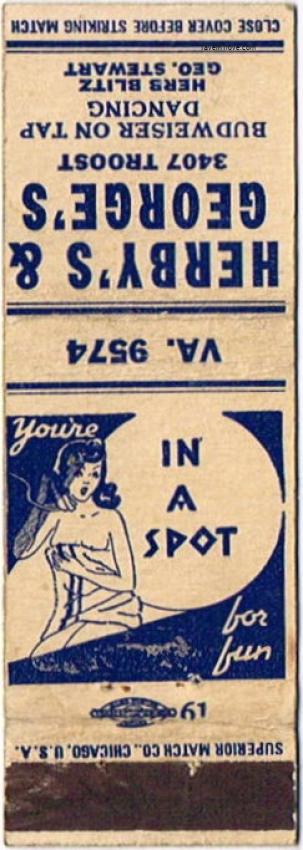 VA. 9574
HERBY'S &
GEORGE'S
3407 TROOST
BUDWEISER ON TAP
DANCING
HERB BLITZ
GEO. STEWART
CLOSE COVER BEFORE STRIKING MATCH
You're
IN
A
SPOT
for
fun
SUPERIOR MATCH CO., CHICAGO, U.S.A.
19